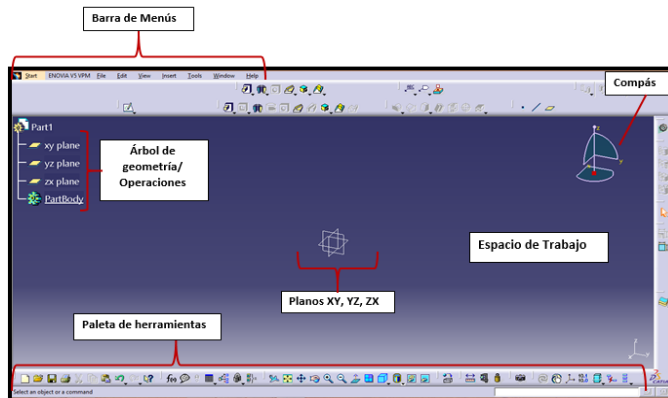 Barra de Menús
Start ENOVIA V5 VPM File Edit View Insert Tools Window Help
Compás
z
y
Part1
xy plane
yz plane
zx plane
PartBody
Árbol de
geometría/
Operaciones
Espacio de Trabajo
Planos XY, YZ, ZX
Paleta de herramientas
f(x)
Select an object or a command